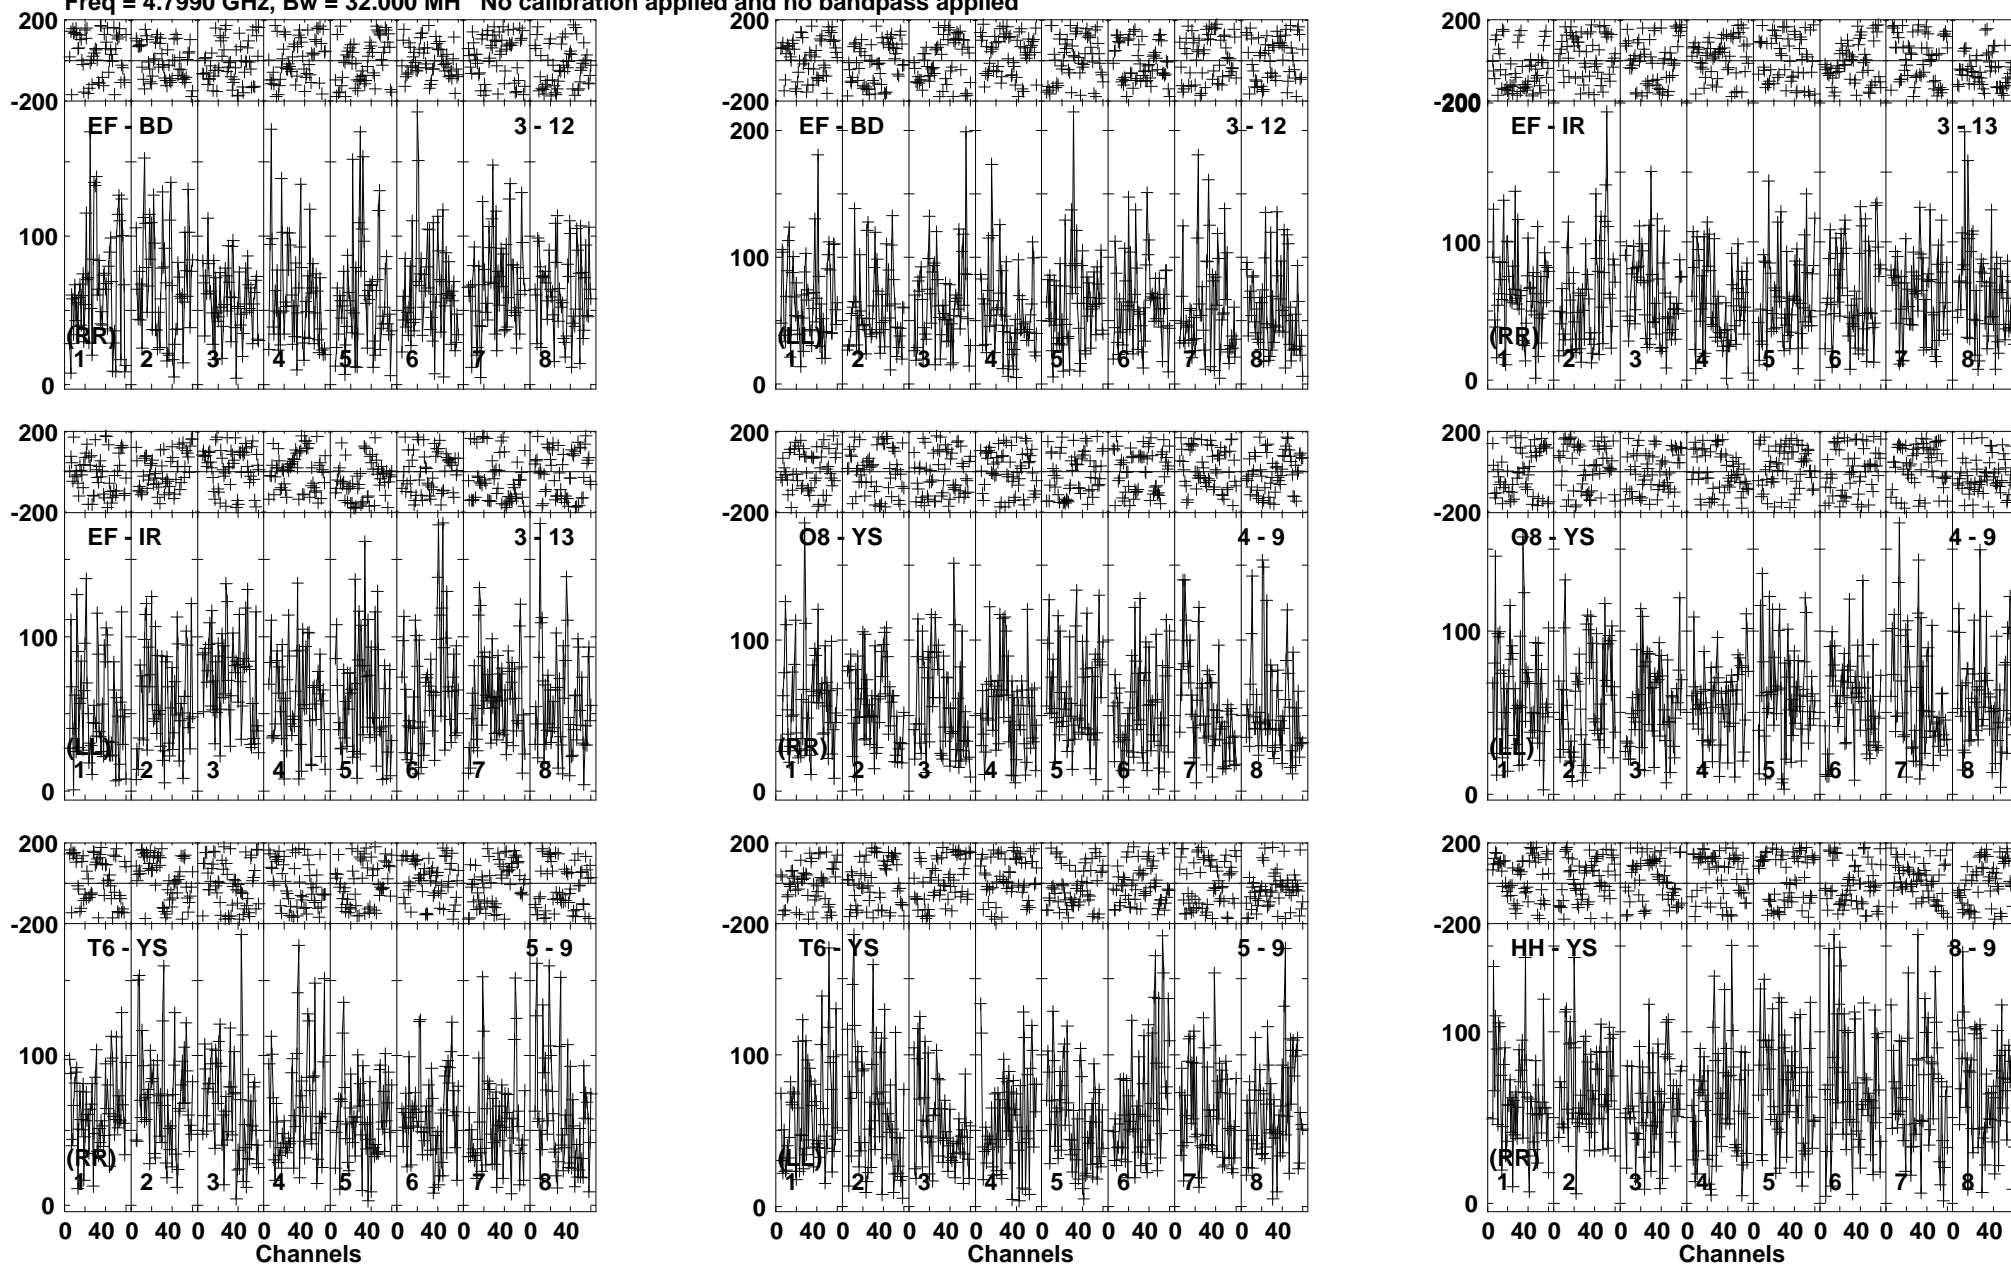 Freq = 4.7990 GHz, Bw = 32.000 MH No calibration applied and no bandpass applied
200 200 200
-200 -200 -200
EF - BD 3 - 12 EF - BD 3 - 12 EF - IR 3 - 13
200 200
100 100 100
(RR) (LL) (RR)
1 2 3 4 5 6 7 8 1 2 3 4 5 6 7 8 1 2 3 4 5 6 7 8
0 0 0
200 200 200
-200 -200 -200
EF - IR 3 - 13 O8 - YS 4 - 9 O8 - YS 4 - 9
100 100 100
(LL) (RR) (LL)
1 2 3 4 5 6 7 8 1 2 3 4 5 6 7 8 1 2 3 4 5 6 7 8
0 0 0
200 200 200
-200 -200 -200
T6 - YS 5 - 9 T6 - YS 5 - 9 HH - YS 8 - 9
100 100 100
(RR) (LL) (RR)
1 2 3 4 5 6 7 8 1 2 3 4 5 6 7 8 1 2 3 4 5 6 7 8
0 0 0
0 40 0 40 0 40 0 40 0 40 0 40 0 40 0 40 0 40 0 40 0 40 0 40 0 40 0 40 0 40 0 40 0 40 0 40 0 40 0 40 0 40 0 40 0 40 0 40
Channels Channels Channels